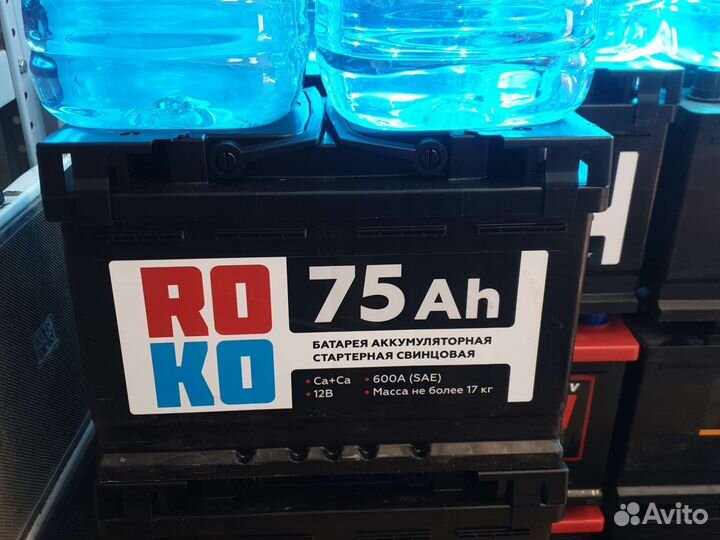 RO
KO
75 Ah
БАТАРЕЯ АККУМУЛЯТОРНАЯ
СТАРТЕРНАЯ СВИНЦОВАЯ
• Ca+Ca • 600A (SAE)
• 12В • Масса не более 17 кг
Avito